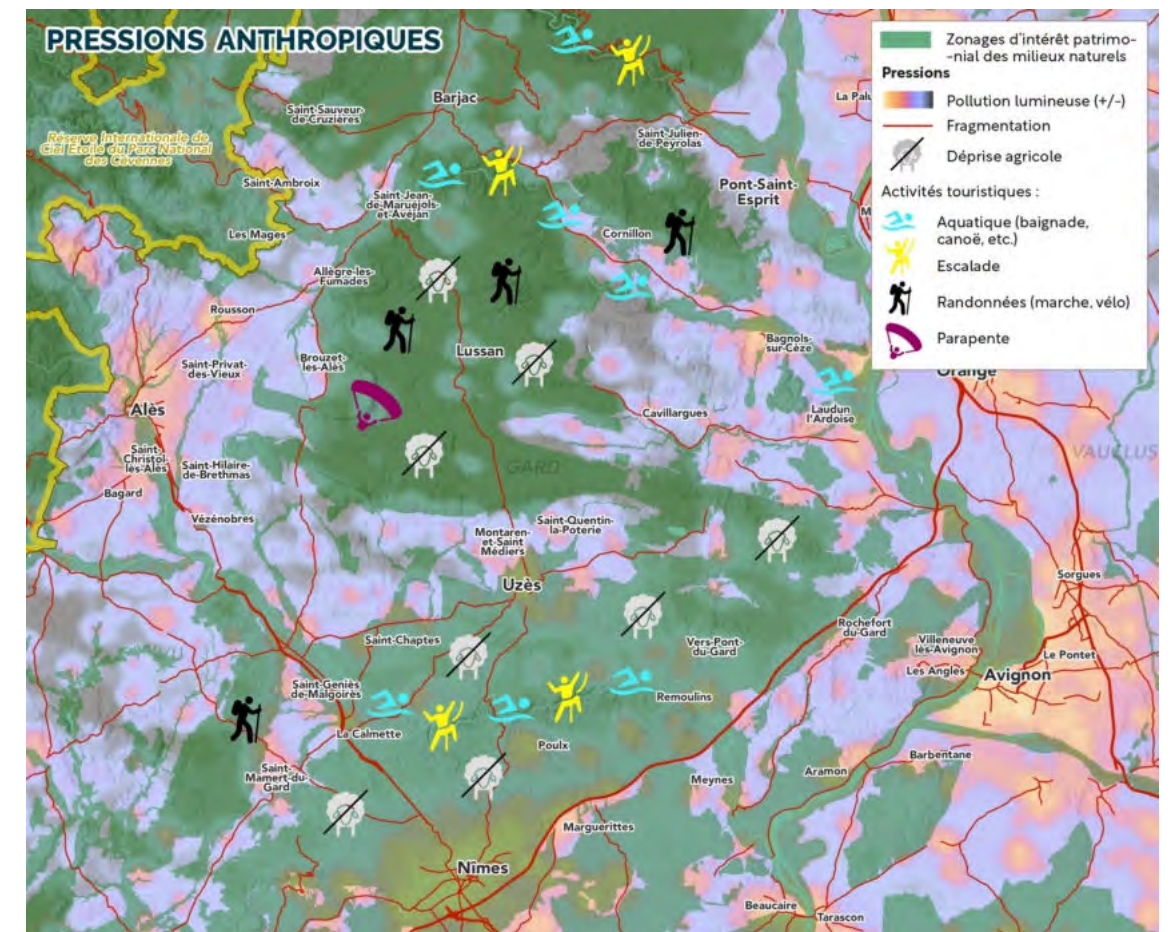 PRESSIONS ANTHROPIQUES
Zonages d'intérêt patrimo-
-nial des milieux naturels
Pressions
Pollution lumineuse (+/-)
Fragmentation
Déprise agricole
Activités touristiques :
Aquatique (baignade,
canoë, etc.)
Escalade
Randonnées (marche, vélo)
Parapente
Barjac
La Palu
Saint-Sauveur-
de-Cruzières
Saint-Julien-
de-Peyrolas
Réserve Internationale de
Ciel Étoilé du Parc National
des Cévennes
Saint-Ambroix
Saint-Jean-
de-Maruéjols-
et-Avéjan
Pont-Saint-
Esprit
M
Les Mages
Cornillon
Allègre-les-
Fumades
Rousson
Saint-Privat-
des-Vieux
Brouzet-
les-Alès
Lussan
Bagnols-
sur-Cèze
Orange
Alès
Cavillargues
Laudun
l'Ardoise
Saint-
Christol-
les-Alès
Saint-Hilaire-
de-Brethmas
GARD
VAUCLUS
Bagard
Vézénobres
Montaren-
et-Saint
Médiers
Saint-Quentin-
la-Poterie
Uzès
Sorgues
Saint-Chaptes
Vers-Pont-
du-Gard
Rochefort
du-Gard
Villeneuve
lès-Avignon
Le Pontet
Les Angles
Avignon
Saint-Geniès
de-Malgoirès
Remoulins
La Calmette
Poulx
Barbentane
Saint-
Mamert-du-
Gard
Meynes
Aramon
Marguerittes
Nîmes
Beaucaire
Tarascon